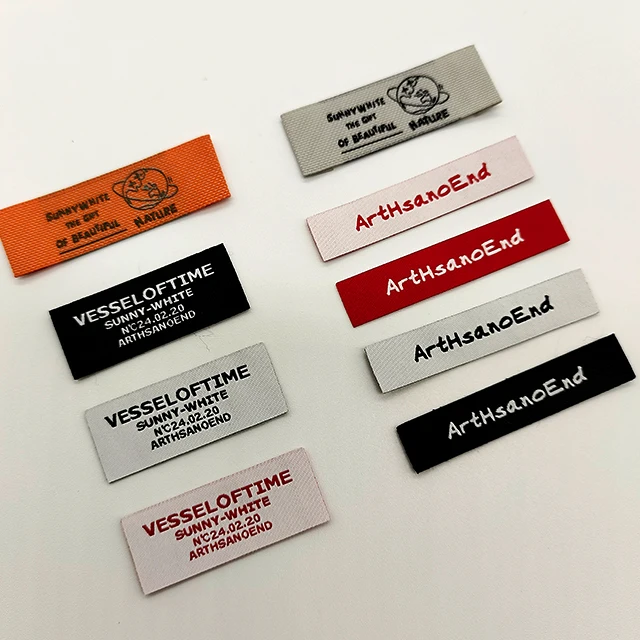 SUNNYWHITE
THE GIFT
OF BEAUTIFUL NATURE
SUNNYWHITE
THE GIFT
OF BEAUTIFUL NATURE
VESSELOFTIME
SUNNY-WHITE
N'C24.02.20
ARTHSANOEND
VESSELOFTIME
SUNNY-WHITE
N'C24.02.20
ARTHSANOEND
VESSELOFTIME
SUNNY-WHITE
N'C24.02.20
ARTHSANOEND
ArtHsanoEnd
ArtHsanoEnd
ArtHsanoEnd
ArtHsanoEnd